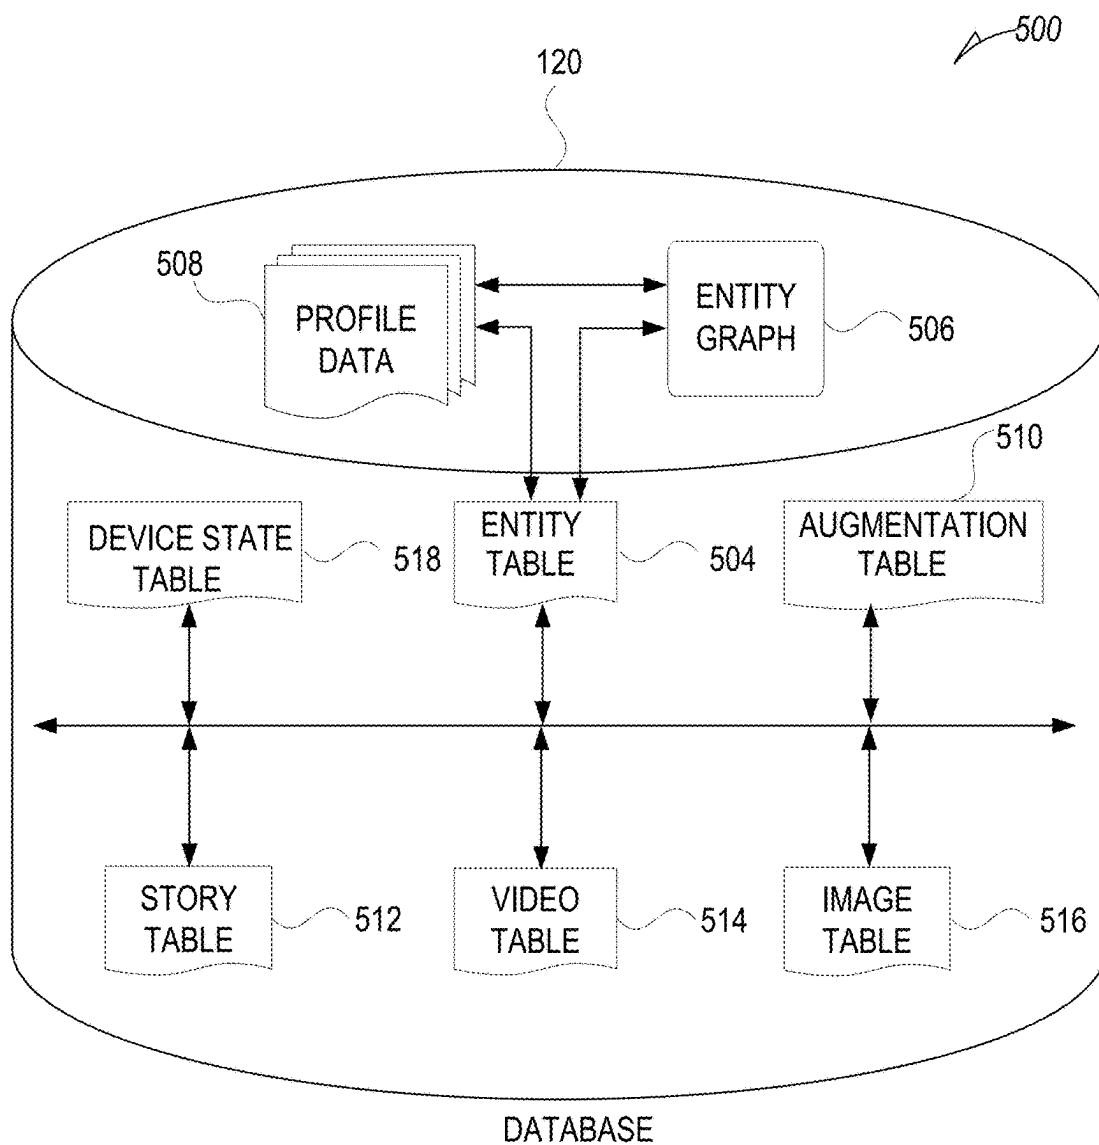 500
120
508
PROFILE
DATA
ENTITY
GRAPH
506
510
DEVICE STATE
TABLE
518
ENTITY
TABLE
504
AUGMENTATION
TABLE
STORY
TABLE
512
VIDEO
TABLE
514
IMAGE
TABLE
516
DATABASE